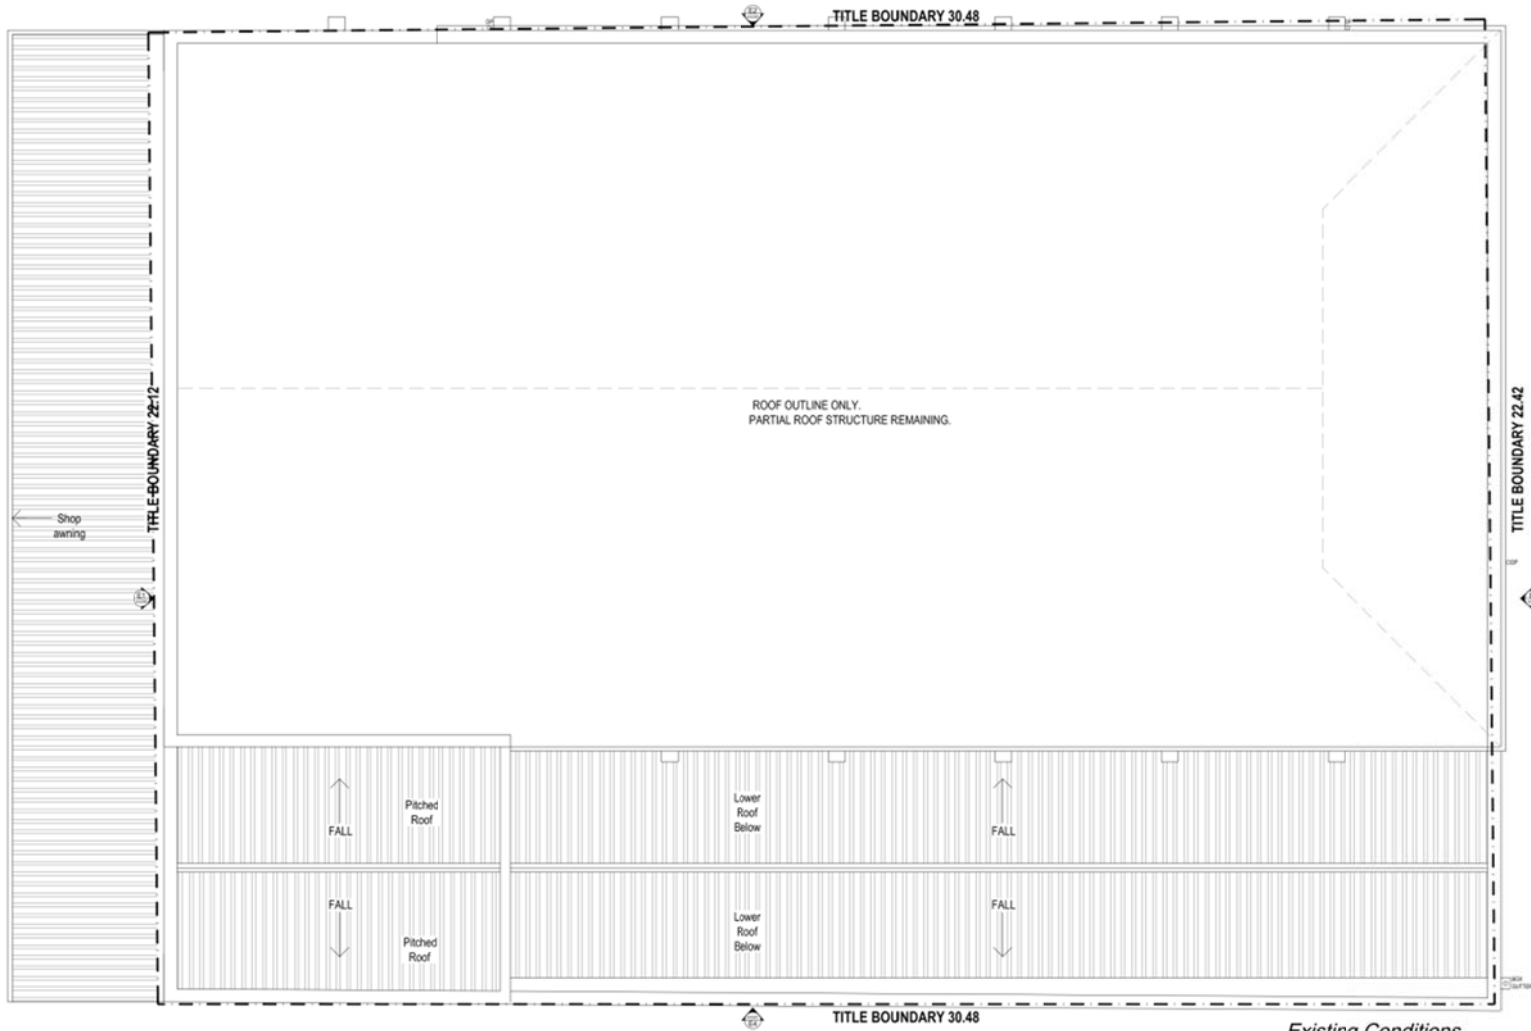 TITLE BOUNDARY 30.48
TITLE BOUNDARY 22.12
ROOF OUTLINE ONLY.
PARTIAL ROOF STRUCTURE REMAINING.
TITLE BOUNDARY 22.42
Shop
awning
FALL
Pitched
Roof
Lower
Roof
Below
FALL
FALL
Pitched
Roof
Lower
Roof
Below
FALL
TITLE BOUNDARY 30.48
Existing Conditions